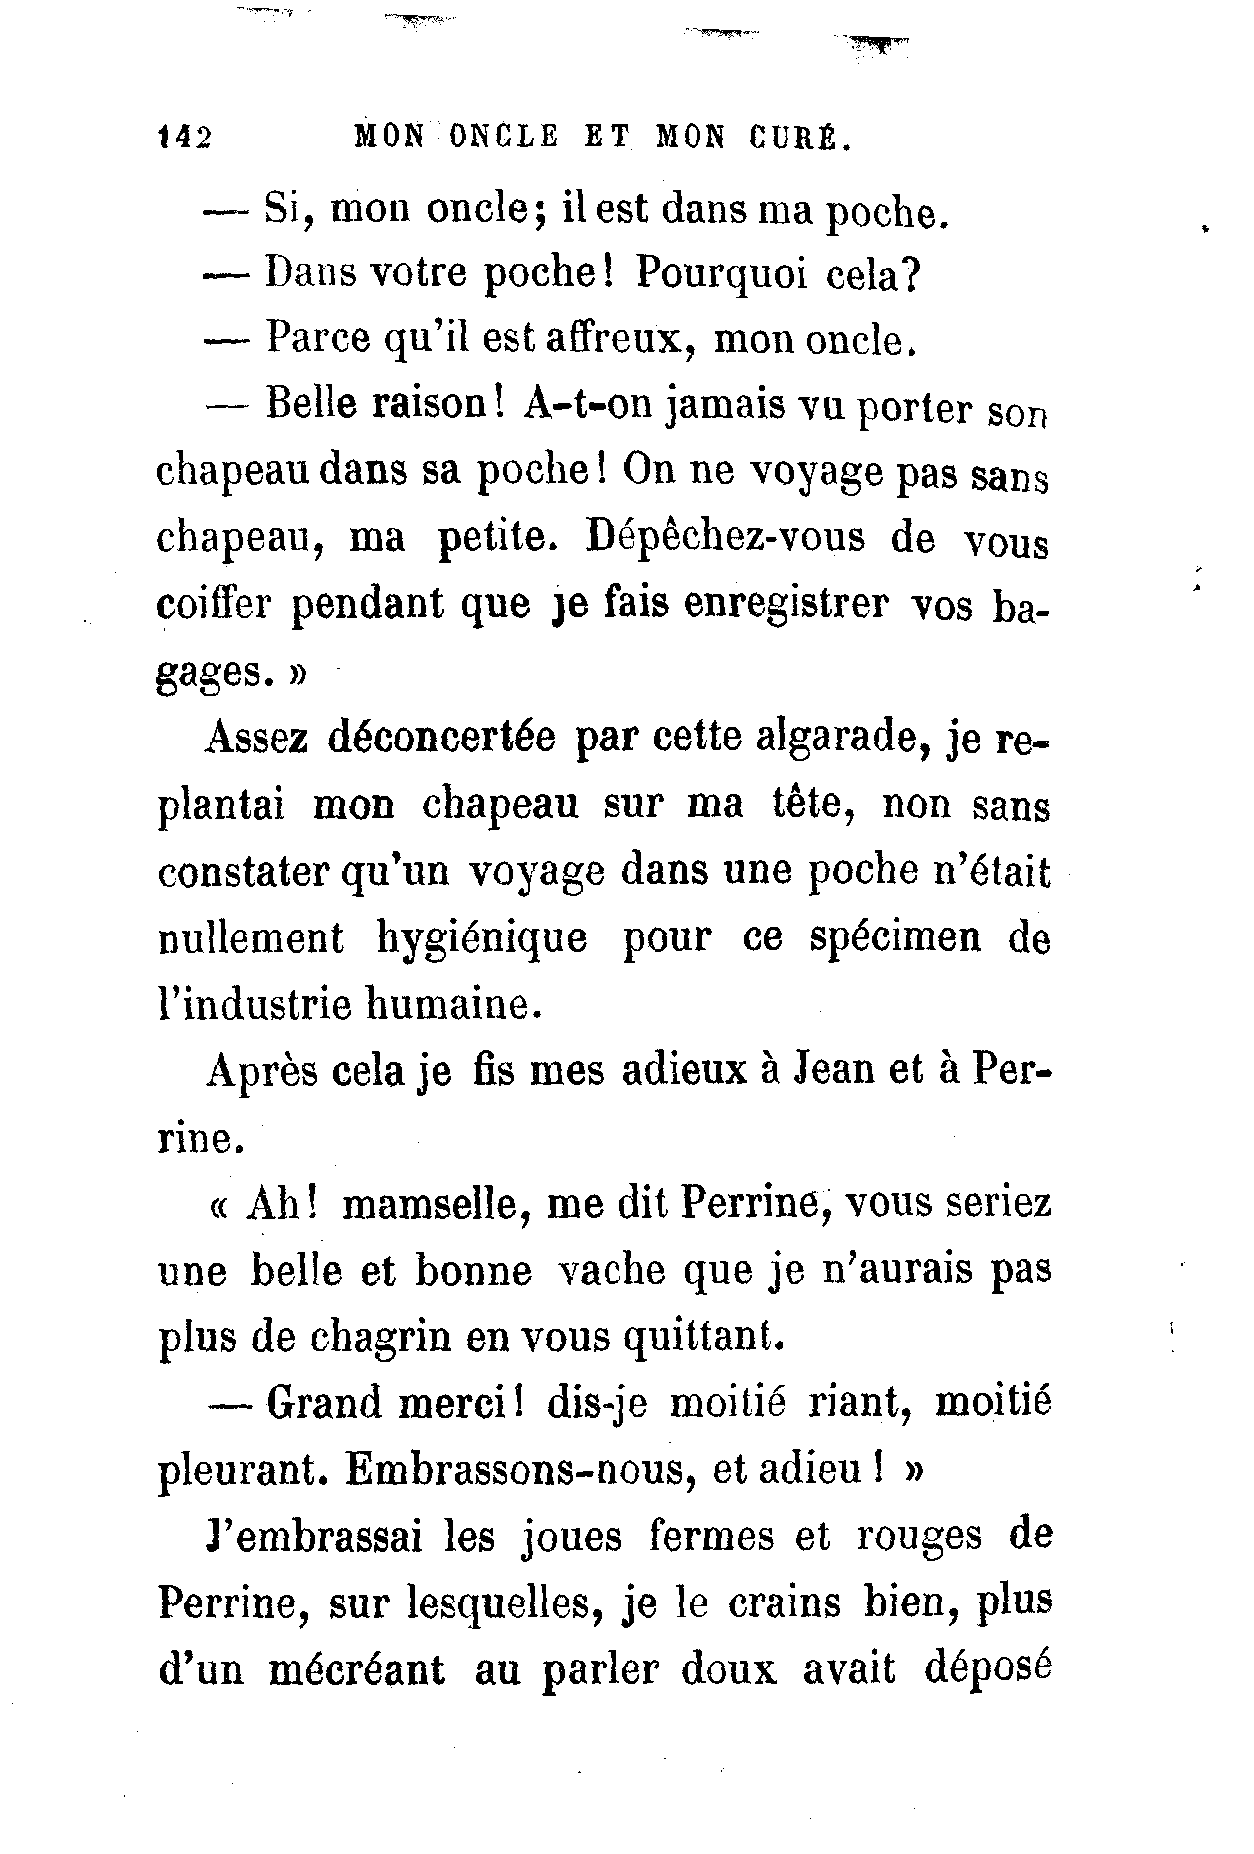 142 MON ONCLE ET MON CURÉ.
— Si, mon oncle; il est dans ma poche.
— Dans votre poche! Pourquoi cela?
— Parce qu'il est affreux, mon oncle.
— Belle raison! A-t-on jamais vu porter son
chapeau dans sa poche! On ne voyage pas sans
chapeau, ma petite. Dépêchez-vous de vous
coiffer pendant que je fais enregistrer vos ba-
gages. »
Assez déconcertée par cette algarade, je re-
plantai mon chapeau sur ma tête, non sans
constater qu'un voyage dans une poche n'était
nullement hygiénique pour ce spécimen de
l'industrie humaine.
Après cela je fis mes adieux à Jean et à Per-
rine.
« Ah! mamselle, me dit Perrine, vous seriez
une belle et bonne vache que je n'aurais pas
plus de chagrin en vous quittant.
— Grand merci! dis-je moitié riant, moitié
pleurant. Embrassons-nous, et adieu! »
J'embrassai les joues fermes et rouges de
Perrine, sur lesquelles, je le crains bien, plus
d'un mécréant au parler doux avait déposé